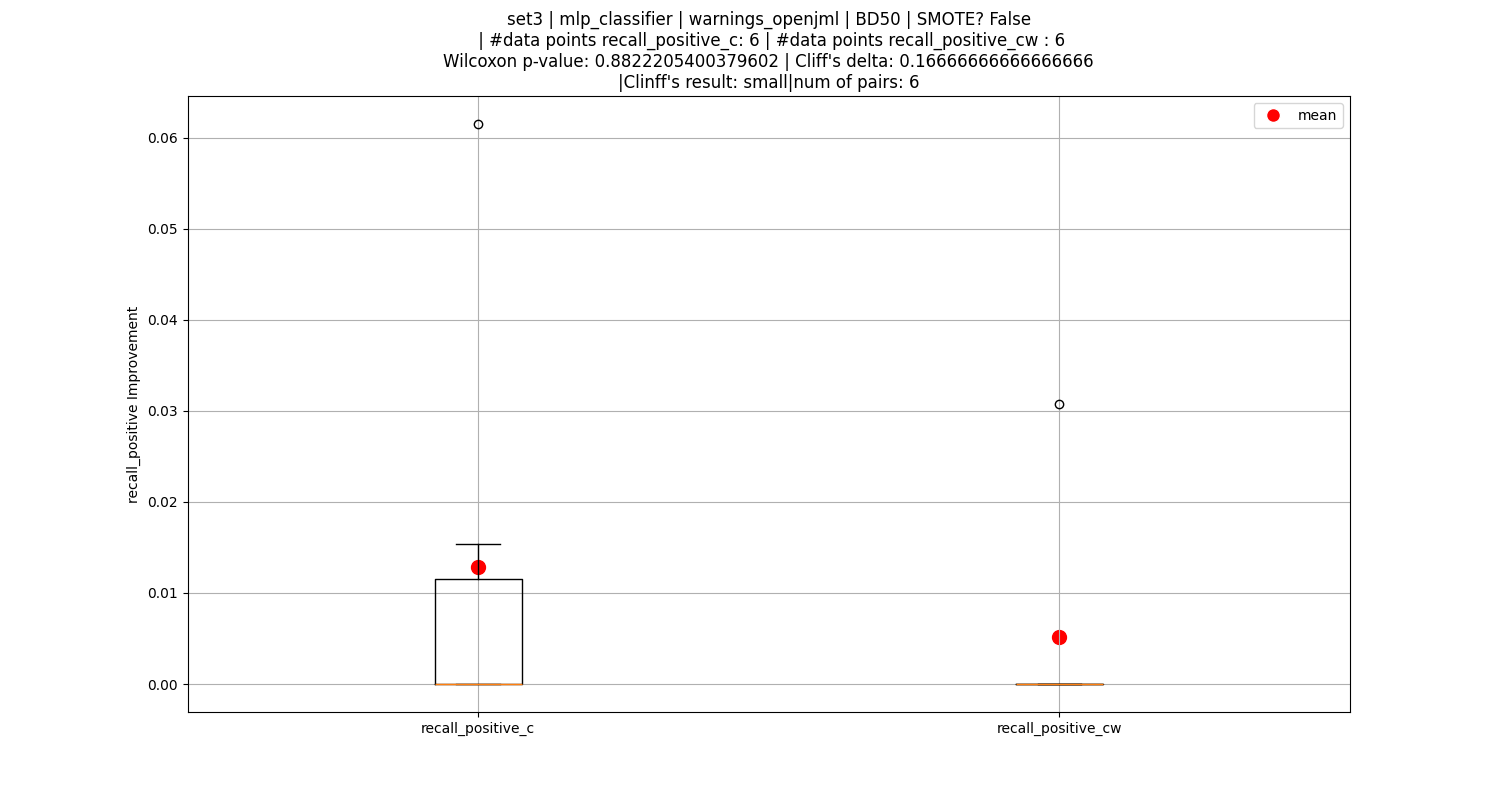 set3 | mlp_classifier | warnings_openjml | BD50 | SMOTE? False
| #data points recall_positive_c: 6 | #data points recall_positive_cw : 6
Wilcoxon p-value: 0.8822205400379602 | Cliff's delta: 0.16666666666666666
|Clinff's result: small|num of pairs: 6
mean
0.06
0.05
0.04
0.03
0.02
0.01
0.00
recall_positive Improvement
recall_positive_c
recall_positive_cw